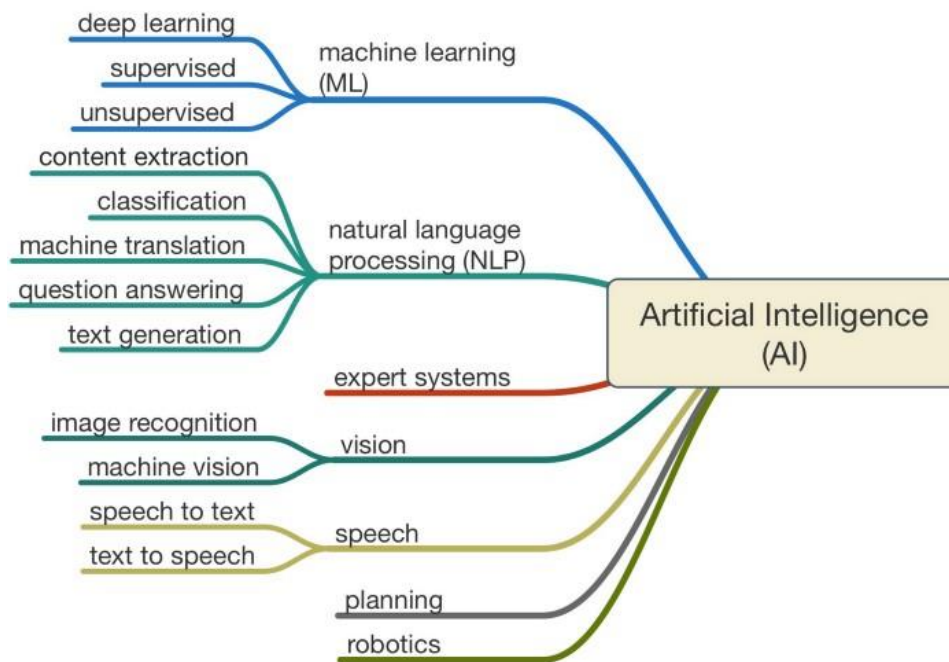 deep learning
supervised
unsupervised
machine learning
(ML)
content extraction
classification
machine translation
question answering
text generation
natural language
processing (NLP)
expert systems
image recognition
machine vision
vision
speech to text
text to speech
speech
planning
robotics
Artificial Intelligence
(AI)